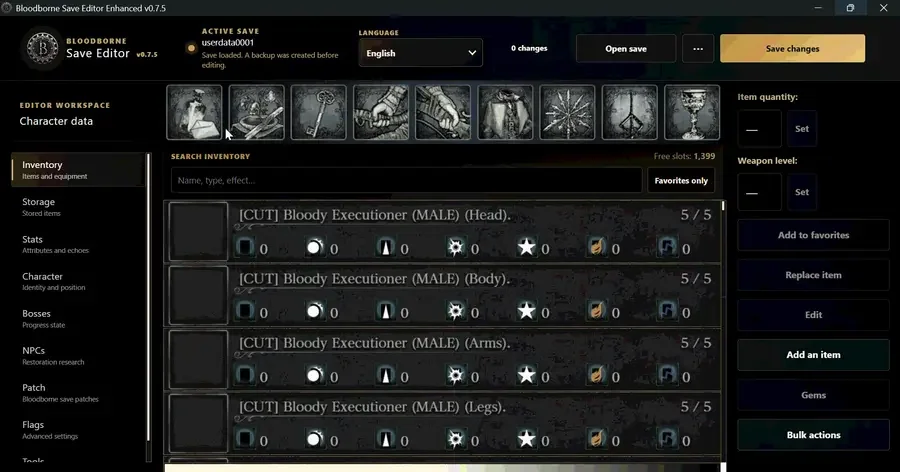 Bloodborne Save Editor Enhanced v0.7.5
BLOODBORNE
Save Editor v0.7.5
ACTIVE SAVE
userdata0001
Save loaded. A backup was created before
editing.
LANGUAGE
English
0 changes
Open save
...
Save changes
EDITOR WORKSPACE
Character data
Inventory
Items and equipment
Storage
Stored items
Stats
Attributes and echoes
Character
Identity and position
Bosses
Progress state
NPCs
Restoration research
Patch
Bloodborne save patches
Flags
Advanced settings
Tools
SEARCH INVENTORY
Free slots: 1,399
Name, type, effect...
Favorites only
[CUT] Bloody Executioner (MALE) (Head). 5 / 5
0 0 0 0 0 0 0
[CUT] Bloody Executioner (MALE) (Body). 5 / 5
0 0 0 0 0 0 0
[CUT] Bloody Executioner (MALE) (Arms). 5 / 5
0 0 0 0 0 0 0
[CUT] Bloody Executioner (MALE) (Legs). 5 / 5
0 0 0 0 0 0 0
Item quantity:
— Set
Weapon level:
— Set
Add to favorites
Replace item
Edit
Add an item
Gems
Bulk actions